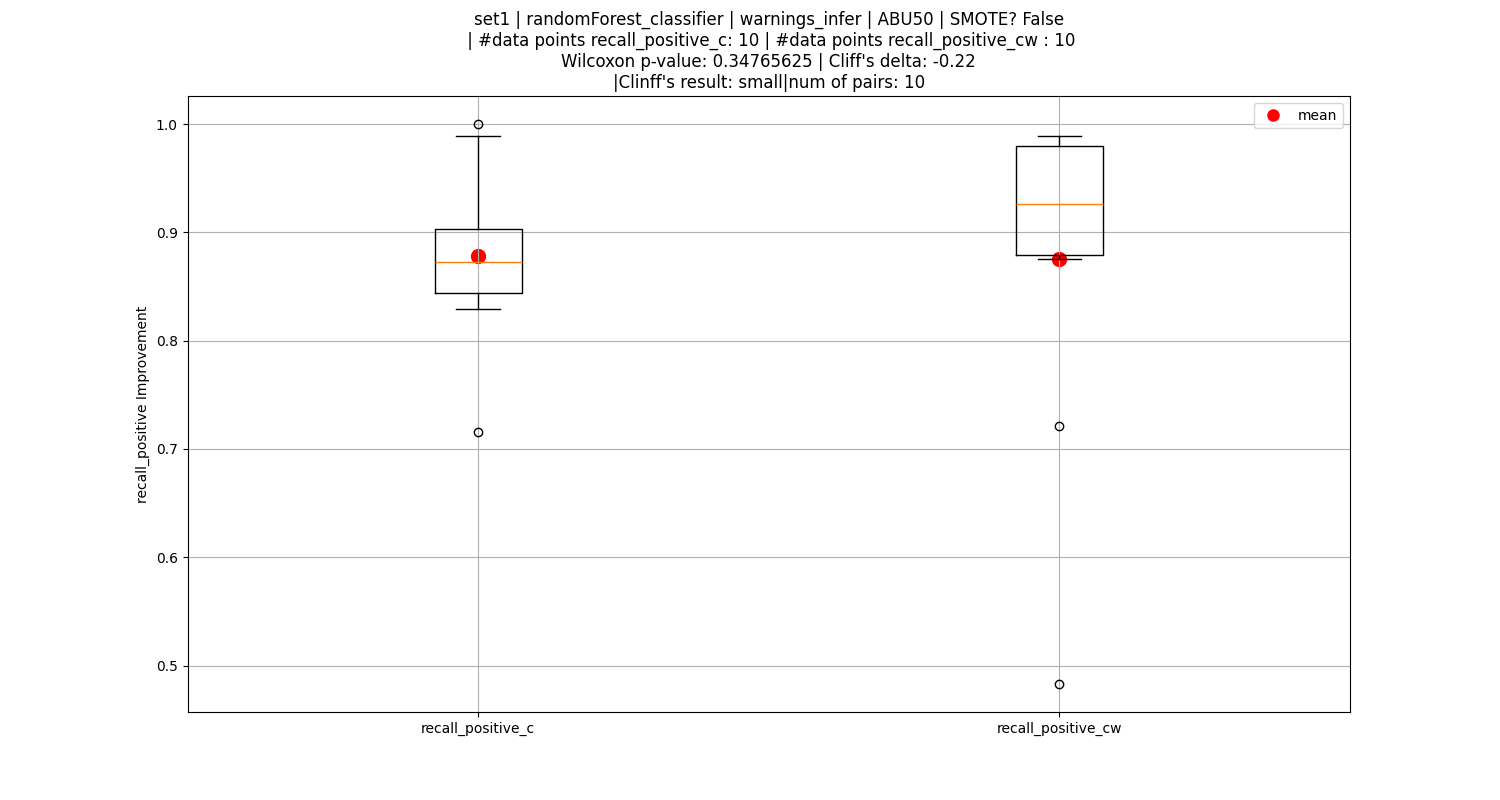 set1 | randomForest_classifier | warnings_infer | ABU50 | SMOTE? False
| #data points recall_positive_c: 10 | #data points recall_positive_cw : 10
Wilcoxon p-value: 0.34765625 | Cliff's delta: -0.22
|Clinff's result: small|num of pairs: 10
mean
1.0
0.9
0.8
0.7
0.6
0.5
recall_positive Improvement
recall_positive_c
recall_positive_cw